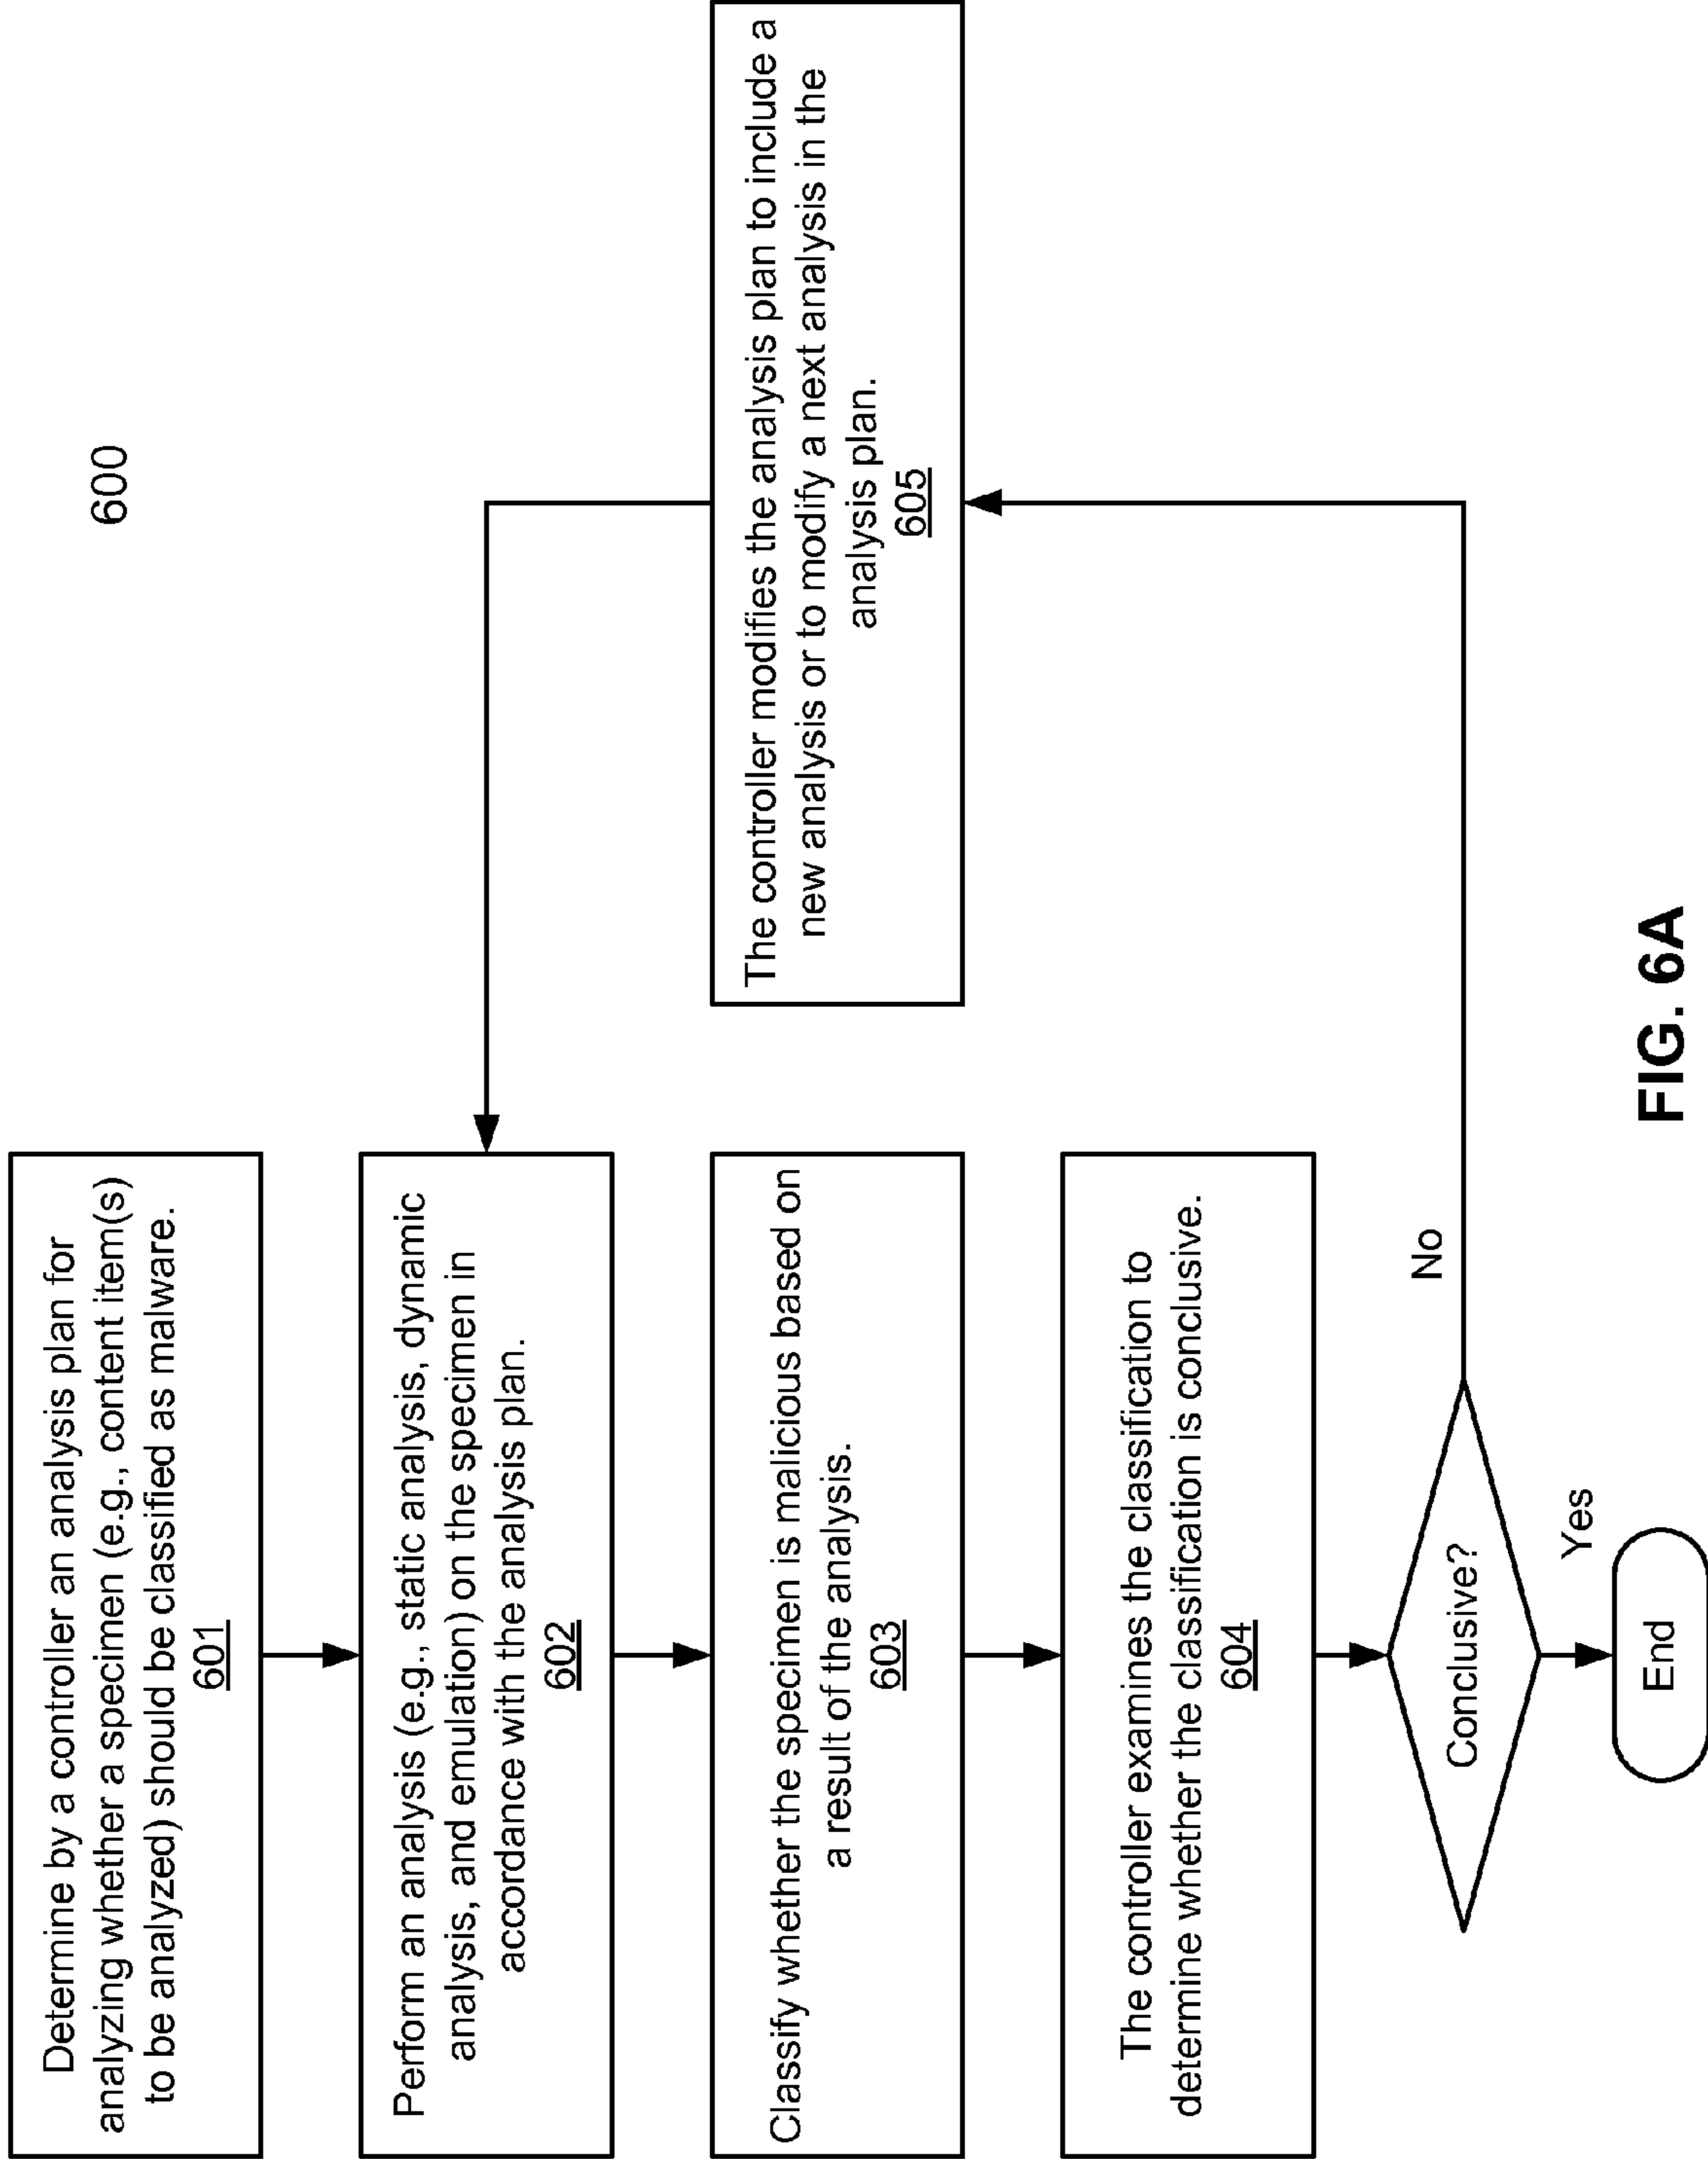 600
Determine by a controller an analysis plan for
analyzing whether a specimen (e.g., content item(s)
to be analyzed) should be classified as malware.
601
Perform an analysis (e.g., static analysis, dynamic
analysis, and emulation) on the specimen in
accordance with the analysis plan.
602
Classify whether the specimen is malicious based on
a result of the analysis.
603
The controller examines the classification to
determine whether the classification is conclusive.
604
Conclusive?
No
Yes
End
The controller modifies the analysis plan to include a
new analysis or to modify a next analysis in the
analysis plan.
605
FIG. 6A